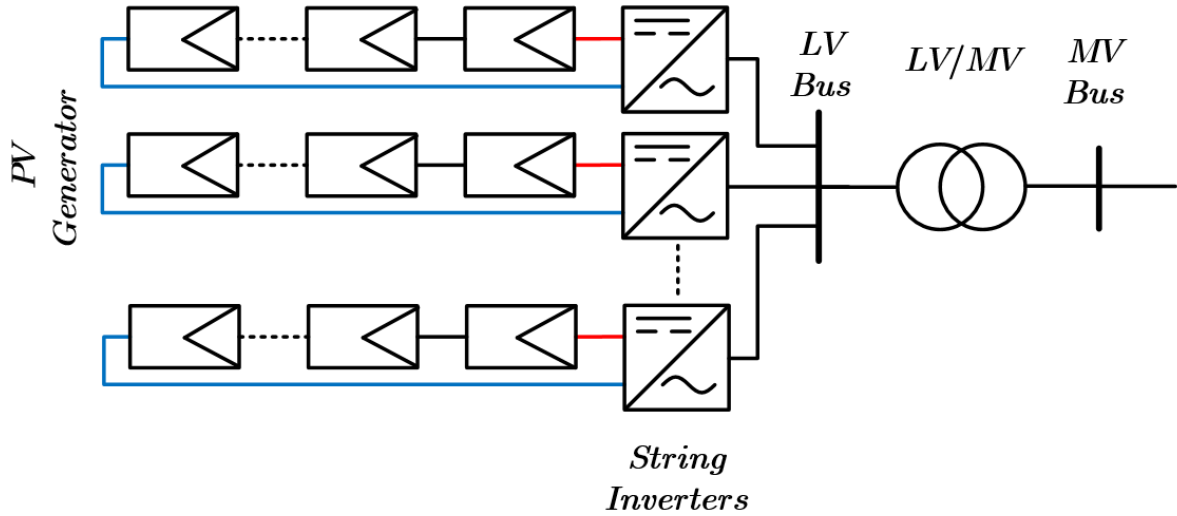 PV
Generator
LV
Bus
LV/MV
MV
Bus
String
Inverters